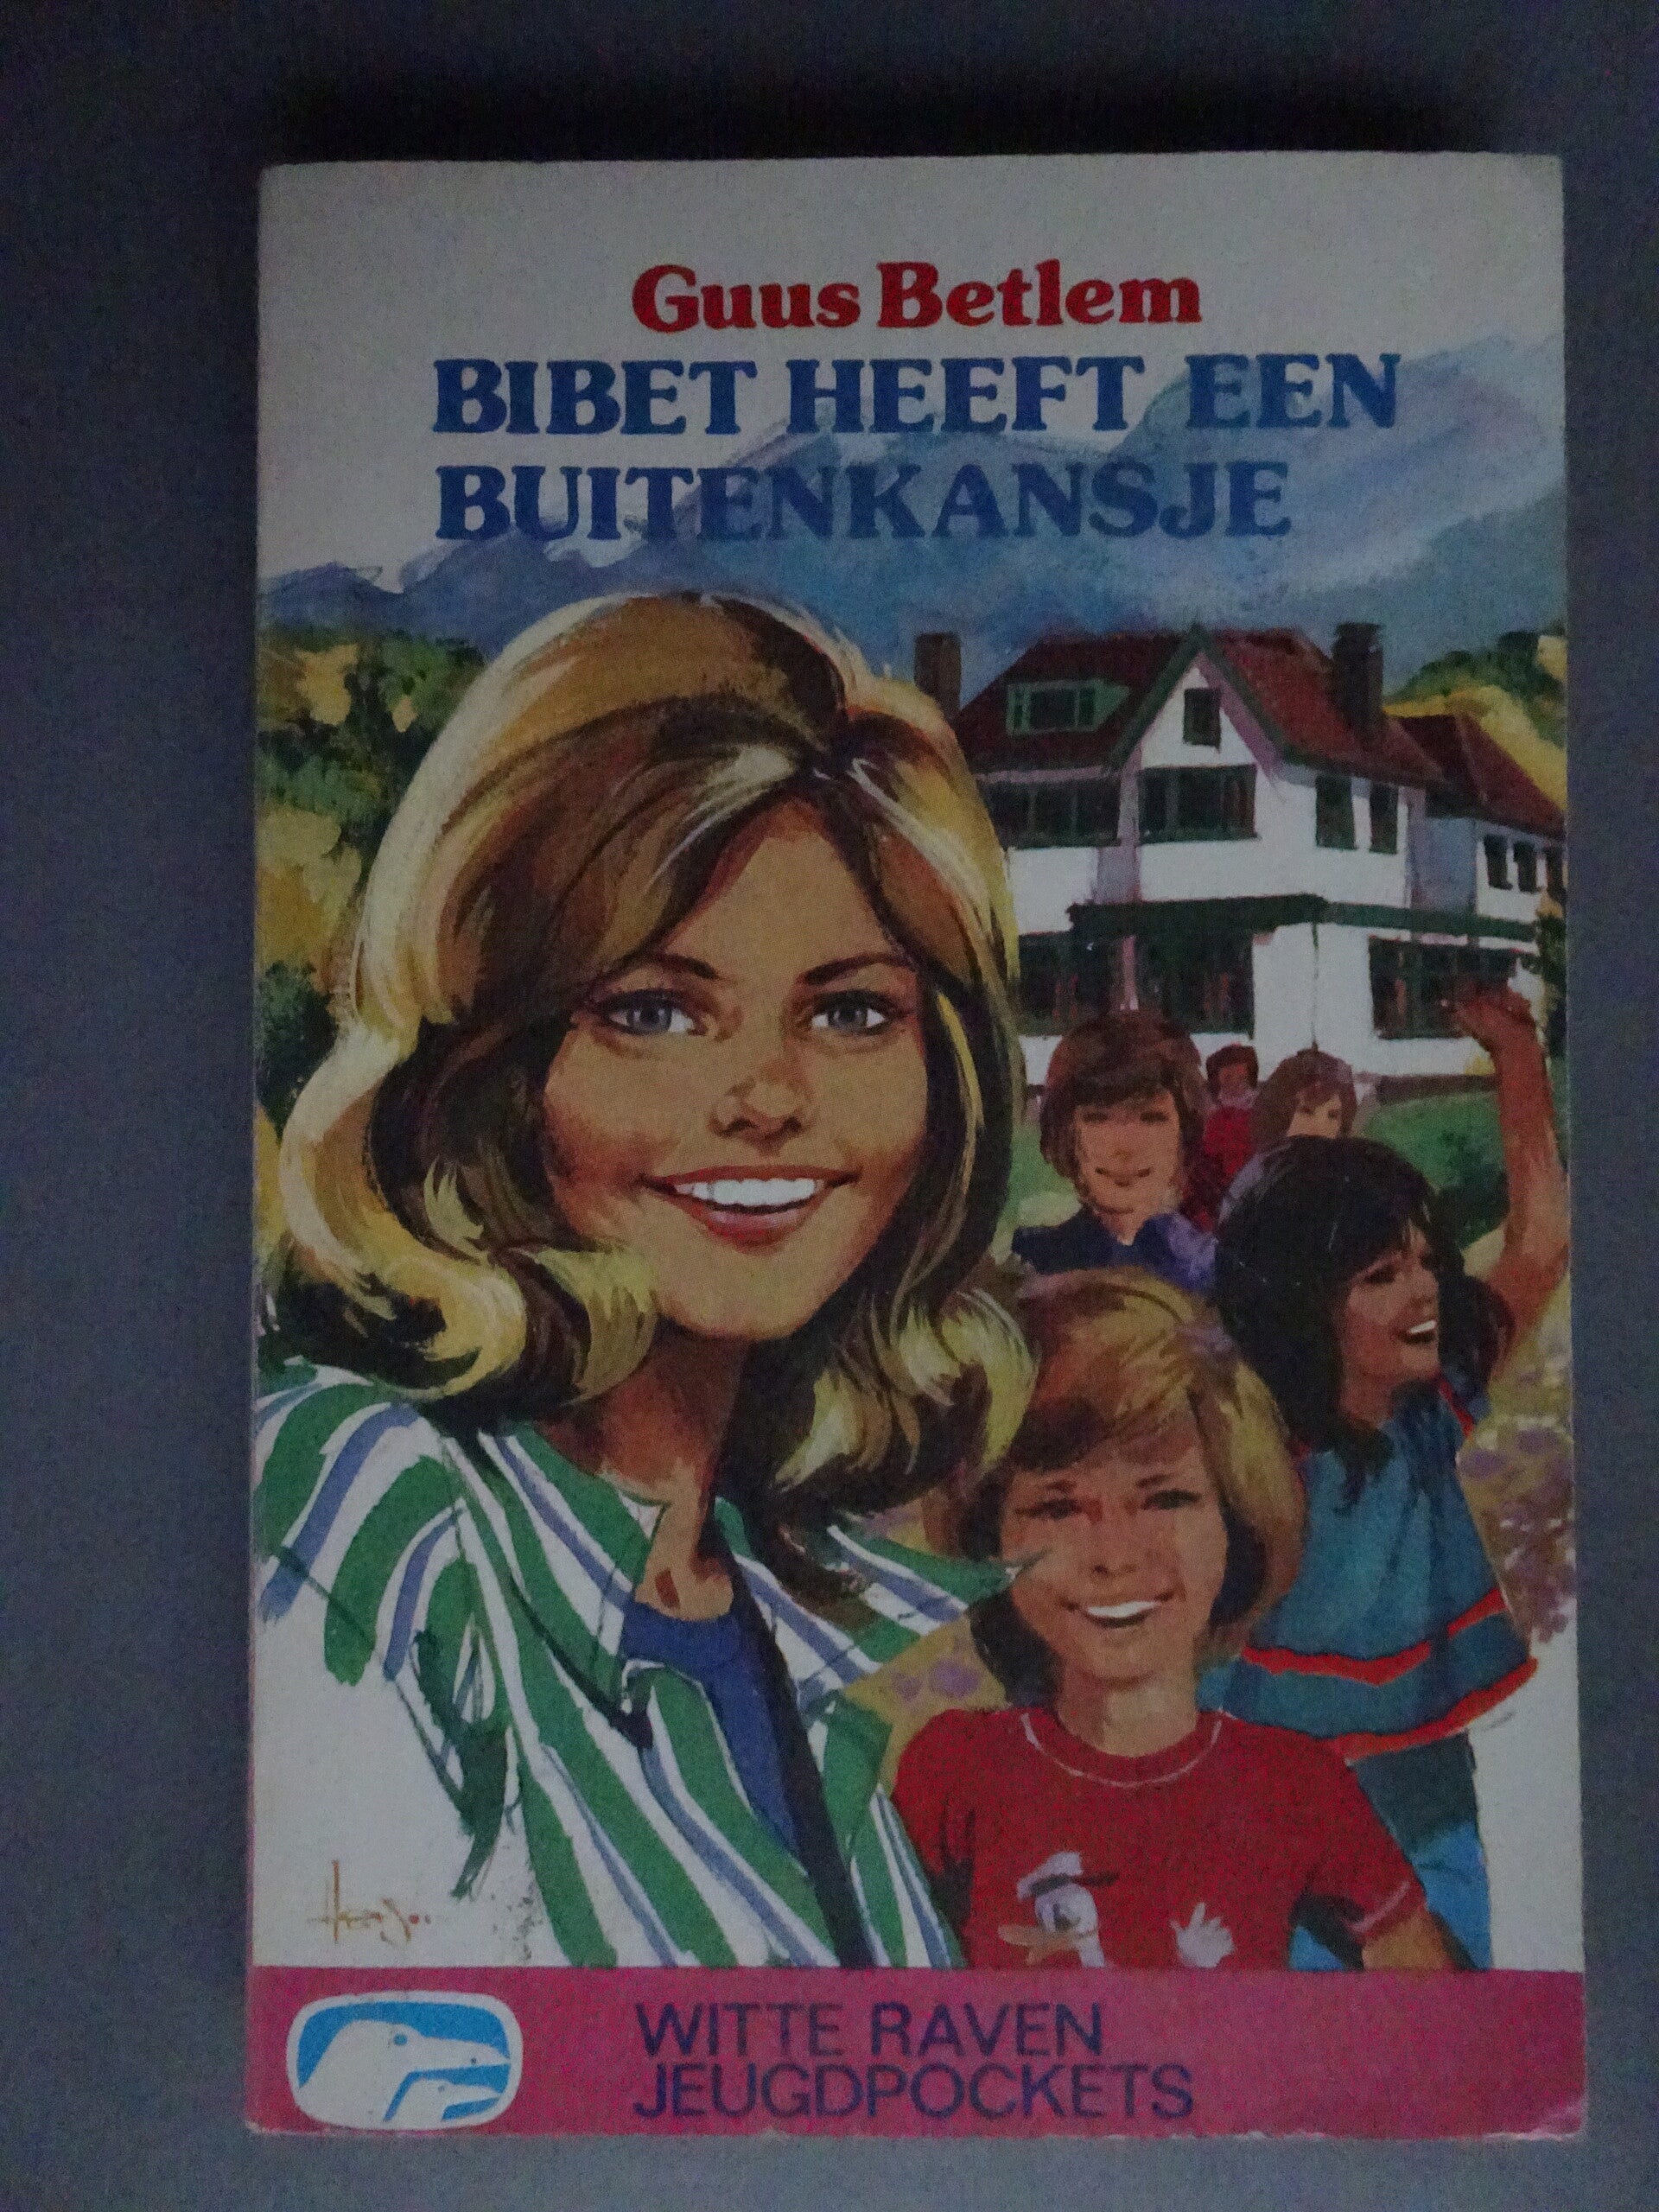 Guus Betlem
BIBET HEEFT EEN
BUITENKANSJE
WITTE RAVEN
JEUGDPOCKETS